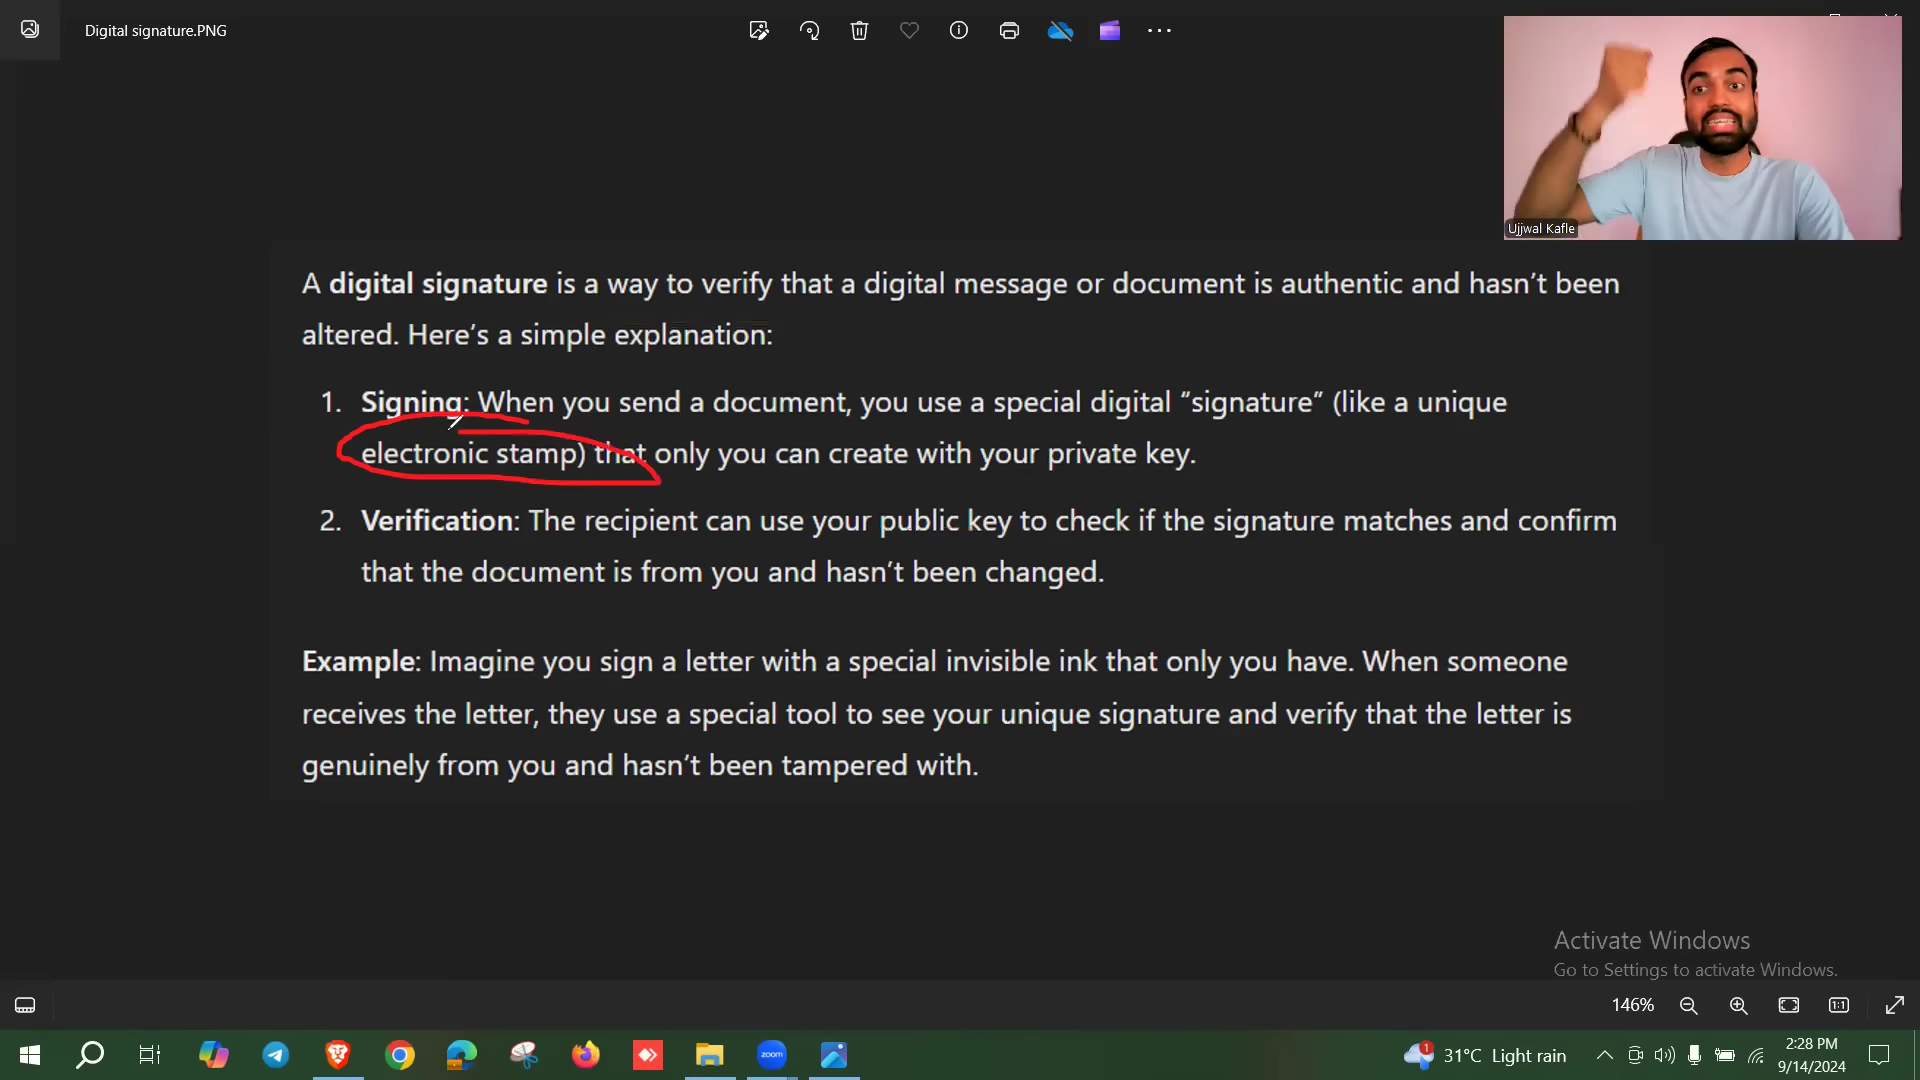 Digital signature.PNG
Ujjwal Kafle
A digital signature is a way to verify that a digital message or document is authentic and hasn’t been
altered. Here’s a simple explanation:
1. Signing: When you send a document, you use a special digital “signature” (like a unique
electronic stamp) that only you can create with your private key.
2. Verification: The recipient can use your public key to check if the signature matches and confirm
that the document is from you and hasn’t been changed.
Example: Imagine you sign a letter with a special invisible ink that only you have. When someone
receives the letter, they use a special tool to see your unique signature and verify that the letter is
genuinely from you and hasn’t been tampered with.
Activate Windows
Go to Settings to activate Windows.
146%
1:1
zoom
1
31°C Light rain
2:28 PM
9/14/2024